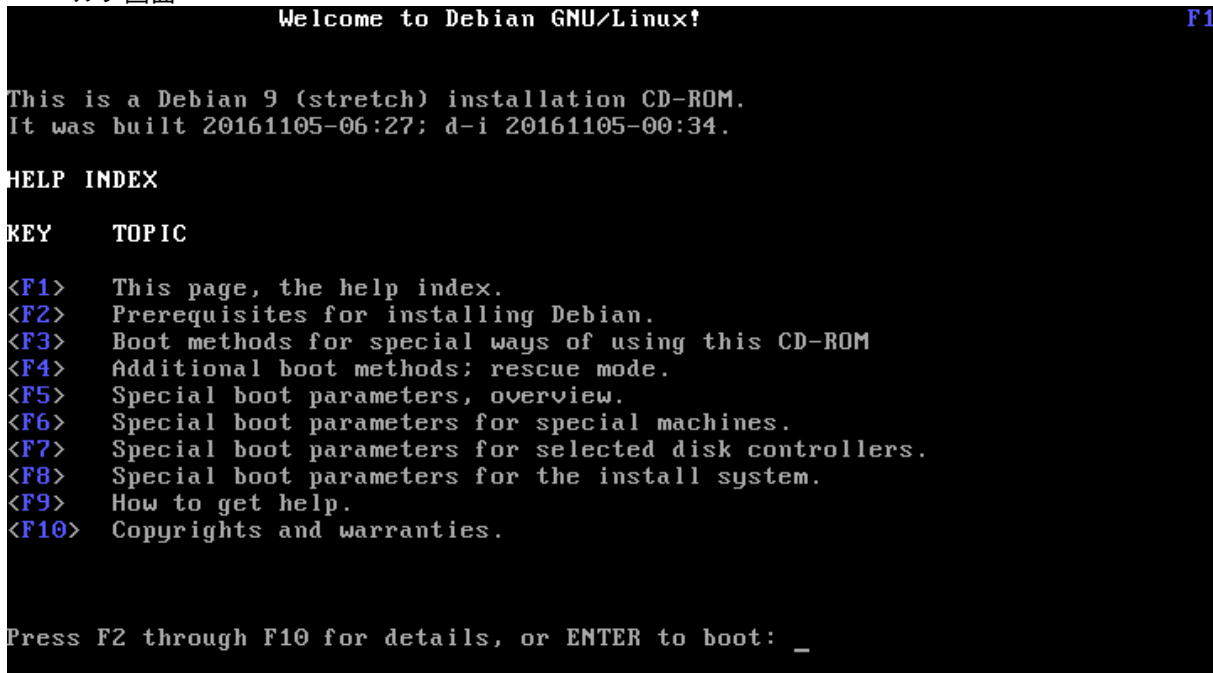 Welcome to Debian GNU/Linux! F1
This is a Debian 9 (stretch) installation CD-ROM.
It was built 20161105-06:27; d-i 20161105-00:34.
HELP INDEX
KEY TOPIC
<F1> This page, the help index.
<F2> Prerequisites for installing Debian.
<F3> Boot methods for special ways of using this CD-ROM
<F4> Additional boot methods; rescue mode.
<F5> Special boot parameters, overview.
<F6> Special boot parameters for special machines.
<F7> Special boot parameters for selected disk controllers.
<F8> Special boot parameters for the install system.
<F9> How to get help.
<F10> Copyrights and warranties.
Press F2 through F10 for details, or ENTER to boot: _